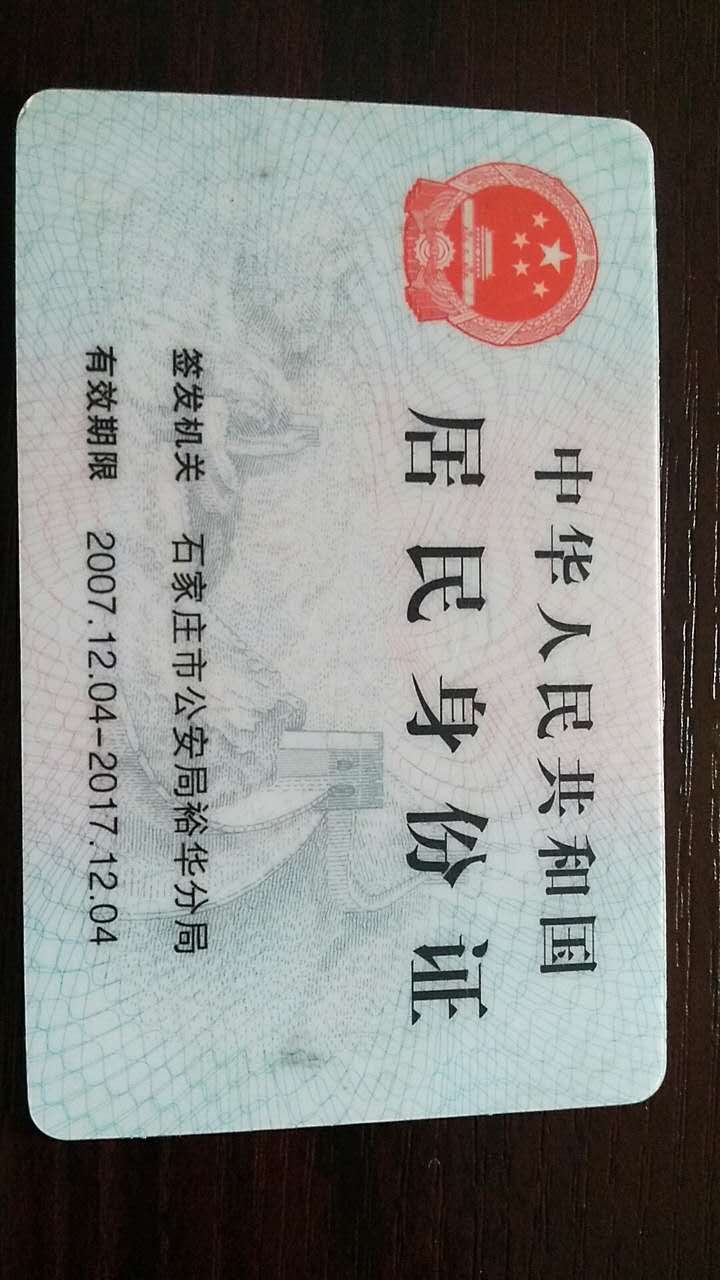 中华人民共和国
居民身份证
签发机关 石家庄市公安局裕华分局
有效期限 2007.12.04-2017.12.04